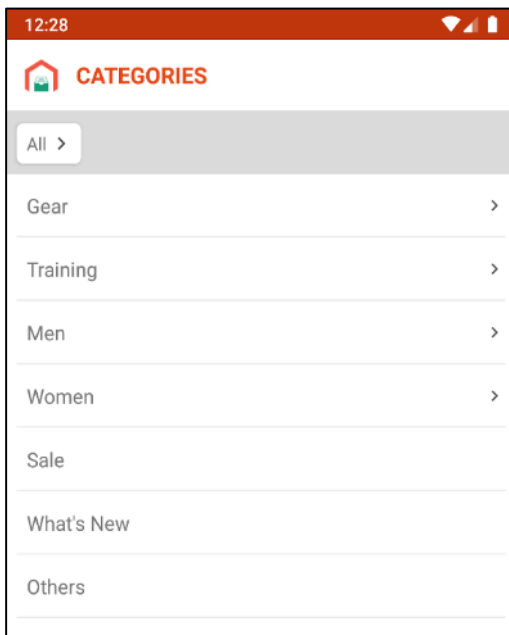 12:28
CATEGORIES
All
Gear
Training
Men
Women
Sale
What's New
Others